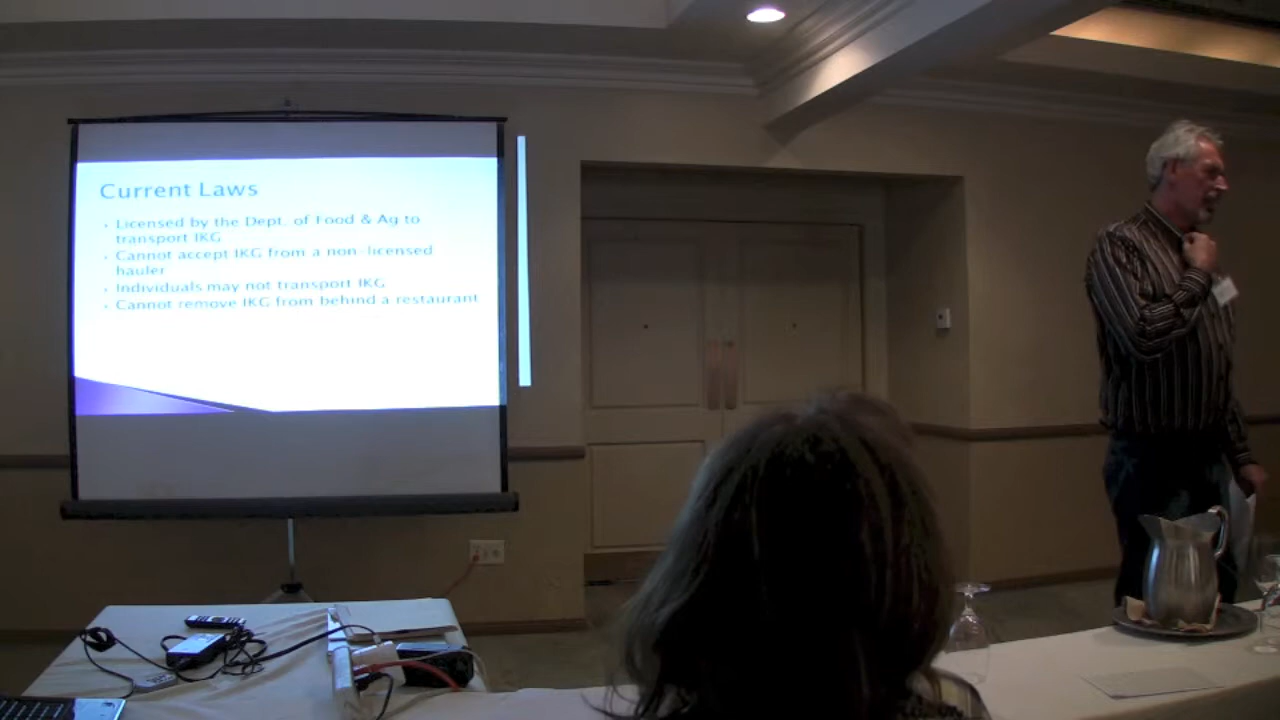 Current Laws
Licensed by the Dept. of Food & Ag to
transport IKG
Cannot accept IKG from a non-licensed
hauler
Individuals may not transport IKG
Cannot remove IKG from behind a restaurant